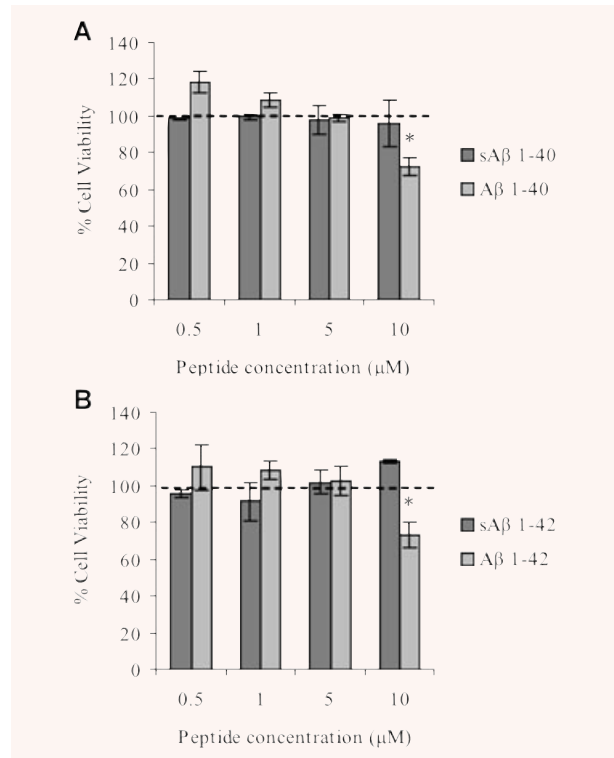 A
140
120
100
80
60
40
20
0
% Cell Viability
*
sAβ 1-40
Aβ 1-40
0.5 1 5 10
Peptide concentration (μM)
B
140
120
100
80
60
40
20
0
% Cell Viability
*
sAβ 1-42
Aβ 1-42
0.5 1 5 10
Peptide concentration (μM)